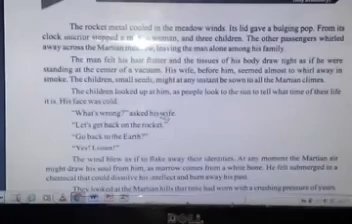 The rocket metal cooled in the meadow winds. Its lid gave a bulging pop. From its
clock interior stepped a man, a woman, and three children. The other passengers whirled
away across the Martian meadow, leaving the man alone among his family.
The man felt his hair flutter and the tissues of his body draw tight as if he were
standing at the center of a vacuum. His wife, before him, seemed almost to whirl away in
smoke. The children, small seeds, might at any instant be sown to all the Martian climes.
The children looked up at him, as people look to the sun to tell what time of their life
it is. His face was cold.
"What's wrong?" asked his wife.
"Let's get back on the rocket."
"Go back to the Earth?"
"Yes! Listen!"
The wind blew as if to flake away their identities. At any moment the Martian air
might draw his soul from him, as marrow comes from a white bone. He felt submerged in a
chemical that could dissolve his intellect and burn away his past.
They looked at the Martian hills that time had worn with a crushing pressure of years.
DELL